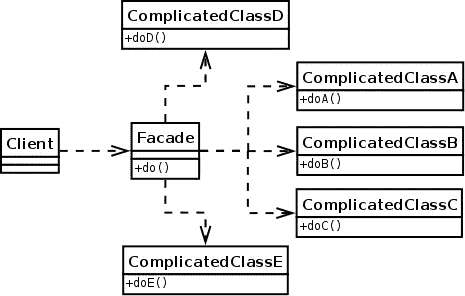 ComplicatedClassD
+doD()
ComplicatedClassA
+doA()
Client
Facade
+do()
ComplicatedClassB
+doB()
ComplicatedClassC
+doC()
ComplicatedClassE
+doE()